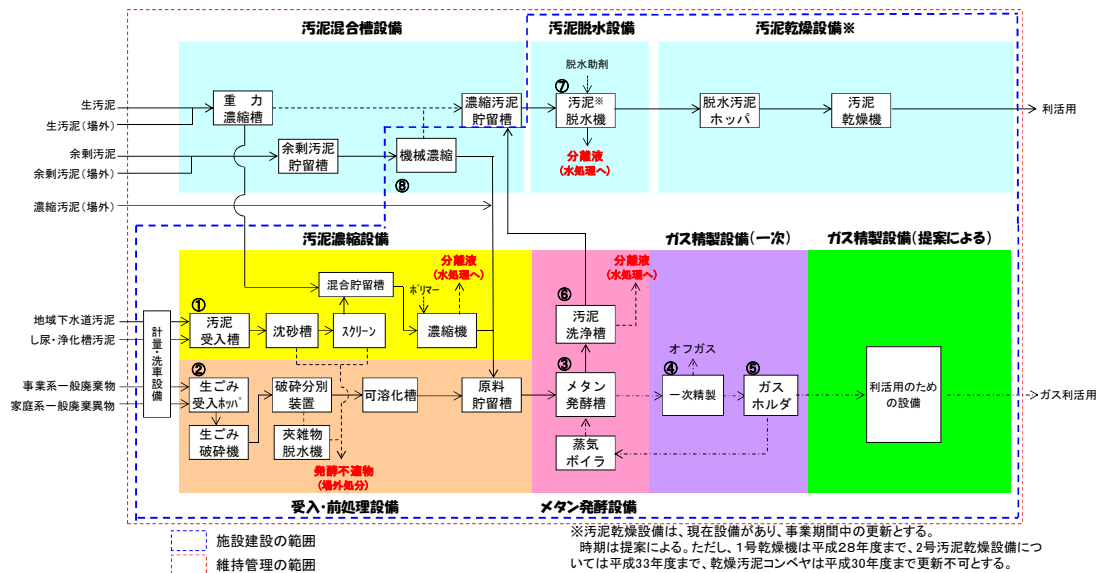 汚泥混合槽設備
汚泥脱水設備
汚泥乾燥設備※
生汚泥
生汚泥(場外)
重力
濃縮槽
濃縮汚泥
貯留槽
脱水助剤
⑦
汚泥※
脱水機
分離液
(水処理へ)
脱水汚泥
ホッパ
汚泥
乾燥機
利活用
余剰汚泥
余剰汚泥(場外)
余剰汚泥
貯留槽
機械濃縮
⑧
濃縮汚泥(場外)
汚泥濃縮設備
ガス精製設備(一次)
ガス精製設備(提案による)
分離液
(水処理へ)
分離液
(水処理へ)
混合貯留槽
ポリマー
地域下水道汚泥
し尿・浄化槽汚泥
計量・洗車設備
①
汚泥
受入槽
沈砂槽
スクリーン
濃縮機
⑥
汚泥
洗浄槽
事業系一般廃棄物
家庭系一般廃棄異物
②
生ごみ
受入ホッパ
破砕分別
装置
可溶化槽
原料
貯留槽
③
メタン
発酵槽
オフガス
④
一次精製
⑤
ガス
ホルダ
利活用のため
の設備
ガス利活用
生ごみ
破砕機
夾雑物
脱水機
蒸気
ボイラ
発酵不適物
(場外処分)
受入・前処理設備
メタン発酵設備
施設建設の範囲
維持管理の範囲
※汚泥乾燥設備は、現在設備があり、事業期間中の更新とする。
時期は提案による。ただし、1号乾燥機は平成28年度まで、2号汚泥乾燥設備につ
いては平成33年度まで、乾燥汚泥コンベヤは平成30年度まで更新不可とする。